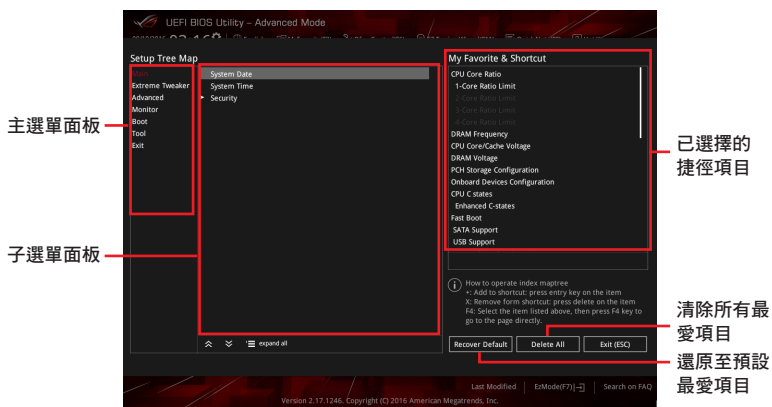 UEFI BIOS Utility – Advanced Mode
Setup Tree Map
Main
Extreme Tweaker
Advanced
Monitor
Boot
Tool
Exit
System Date
System Time
Security
expand all
My Favorite & Shortcut
CPU Core Ratio
1-Core Ratio Limit
2-Core Ratio Limit
3-Core Ratio Limit
4-Core Ratio Limit
DRAM Frequency
CPU Core/Cache Voltage
DRAM Voltage
PCH Storage Configuration
Onboard Devices Configuration
CPU C states
Enhanced C-states
Fast Boot
SATA Support
USB Support
How to operate index maptree
+: Add to shortcut: press entry key on the item
X: Remove form shortcut: press delete on the item
F4: Select the item listed above, then press F4 key to
go to the page directly.
Recover Default
Delete All
Exit (ESC)
Last Modified
EzMode(F7)
Search on FAQ
Version 2.17.1246. Copyright (C) 2016 American Megatrends, Inc.
主選單面板
子選單面板
已選擇的
捷徑項目
清除所有最
愛項目
還原至預設
最愛項目